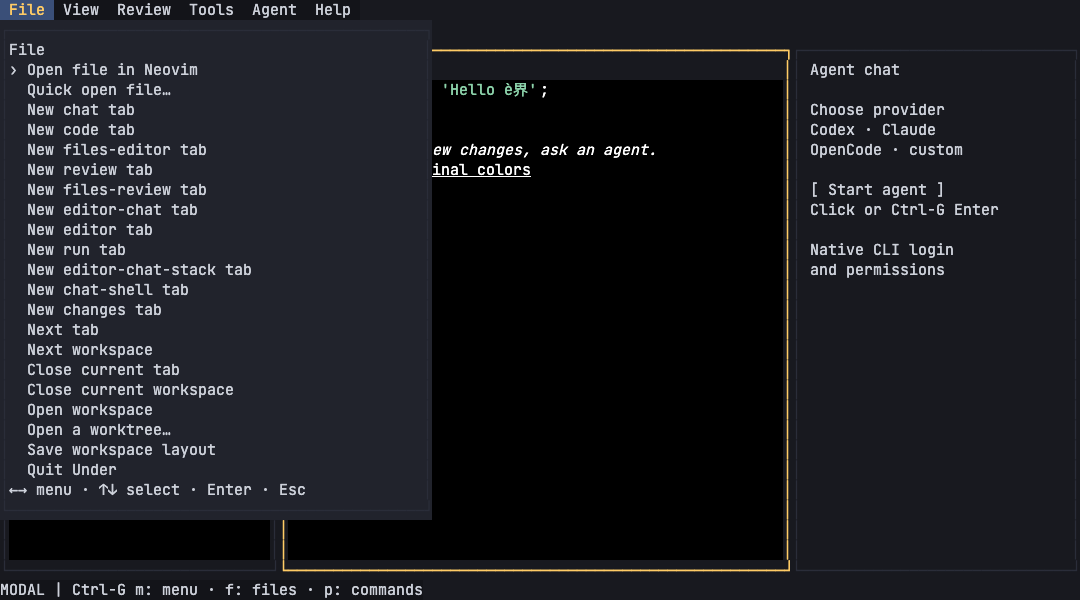 File View Review Tools Agent Help
File
› Open file in Neovim
Quick open file…
New chat tab
New code tab
New files-editor tab
New review tab
New files-review tab
New editor-chat tab
New editor tab
New run tab
New editor-chat-stack tab
New chat-shell tab
New changes tab
Next tab
Next workspace
Close current tab
Close current workspace
Open workspace
Open a worktree…
Save workspace layout
Quit Under
←→ menu · ↑↓ select · Enter · Esc
'Hello è界';
ew changes, ask an agent.
inal colors
Agent chat
Choose provider
Codex · Claude
OpenCode · custom
[ Start agent ]
Click or Ctrl-G Enter
Native CLI login
and permissions
MODAL | Ctrl-G m: menu · f: files · p: commands